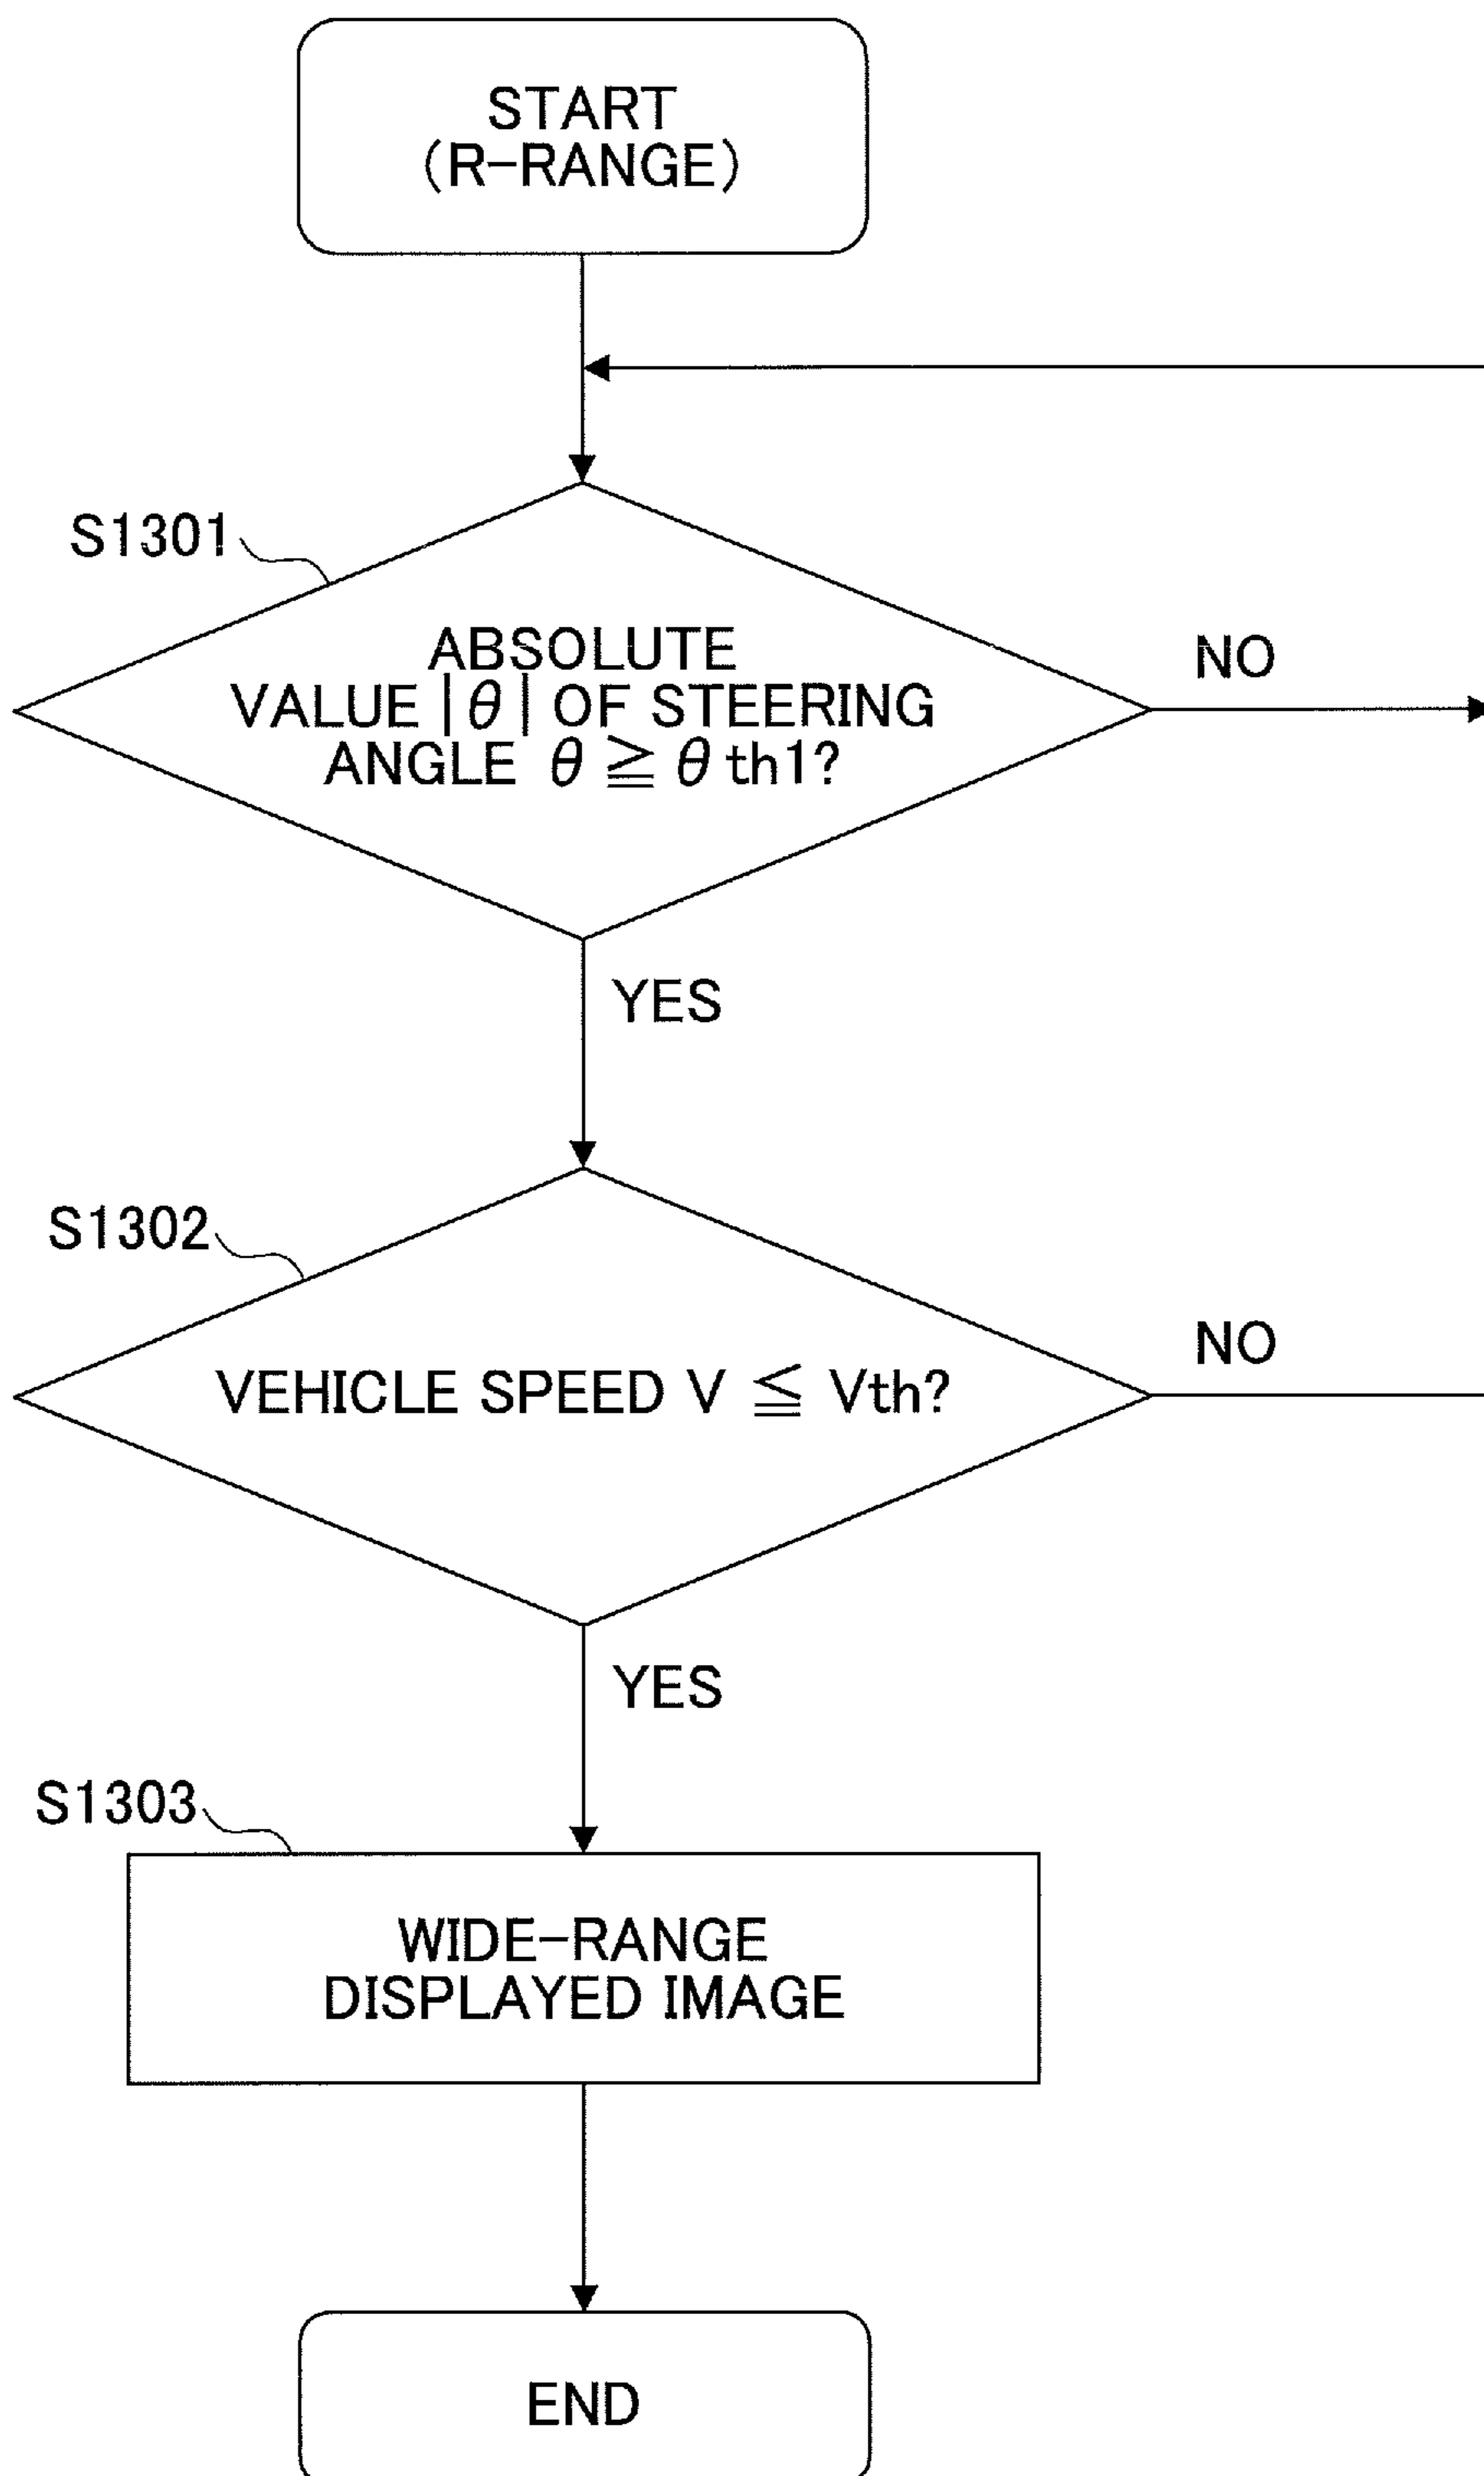 START
(R-RANGE)
S1301
ABSOLUTE
VALUE |θ| OF STEERING
ANGLE θ ≧ θth1?
NO
YES
S1302
VEHICLE SPEED V ≦ Vth?
NO
YES
S1303
WIDE-RANGE
DISPLAYED IMAGE
END